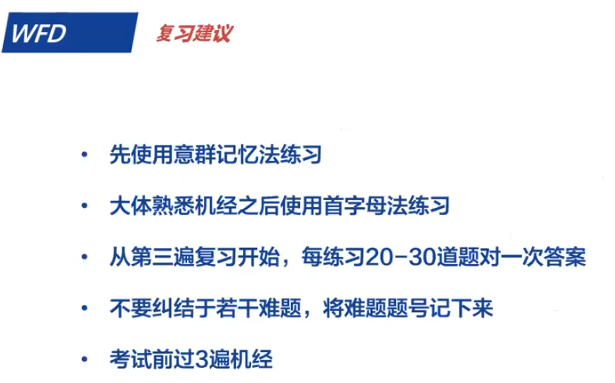 WFD 复习建议
• 先使用意群记忆法练习
• 大体熟悉机经之后使用首字母法练习
• 从第三遍复习开始，每练习20-30道题对一次答案
• 不要纠结于若干难题，将难题题号记下来
• 考试前过3遍机经